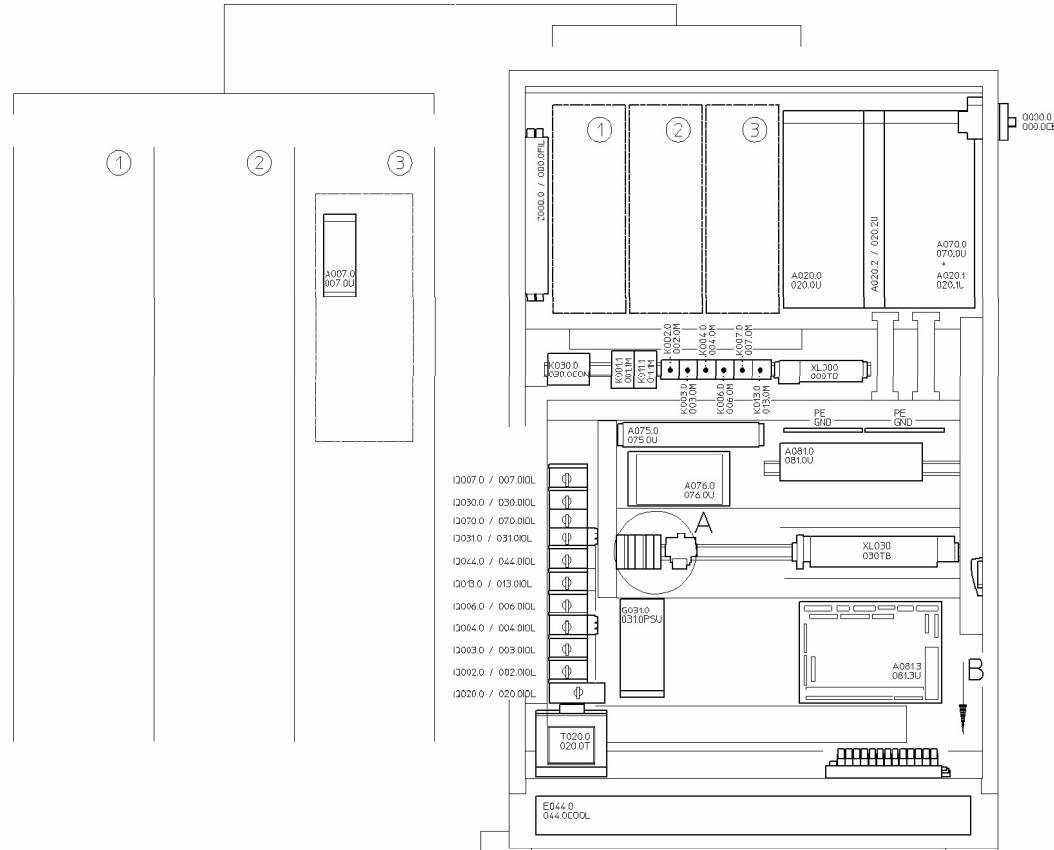 1
2
3
A007.0
007.0U
Z000.0 / 000.0FIL
1
2
3
A020.0
020.0U
A020.2 / 020.2U
A070.0
070.0U
+
A020.1
020.1U
Q030.0
K030.0
K001.1
001.1M
K011.1
011.1M
K002.0
002.0M
K004.0
004.0M
K007.0
007.0M
K003.0
003.0M
K006.0
006.0M
K013.0
013.0M
XL000
000TB
PE
GND
PE
GND
A075.0
075.0U
A076.0
076.0U
A081.0
081.0U
A
XL030
030TB
Q007.0 / 007.0IOL
Q030.0 / 030.0IOL
Q070.0 / 070.0IOL
Q031.0 / 031.0IOL
Q044.0 / 044.0IOL
Q013.0 / 013.0IOL
Q006.0 / 006.0IOL
Q004.0 / 004.0IOL
Q003.0 / 003.0IOL
Q002.0 / 002.0IOL
Q020.0 / 020.0IOL
G031.0
031.0PSU
A081.3
081.3U
B
T020.0
020.0T
E044.0
044.0COOL